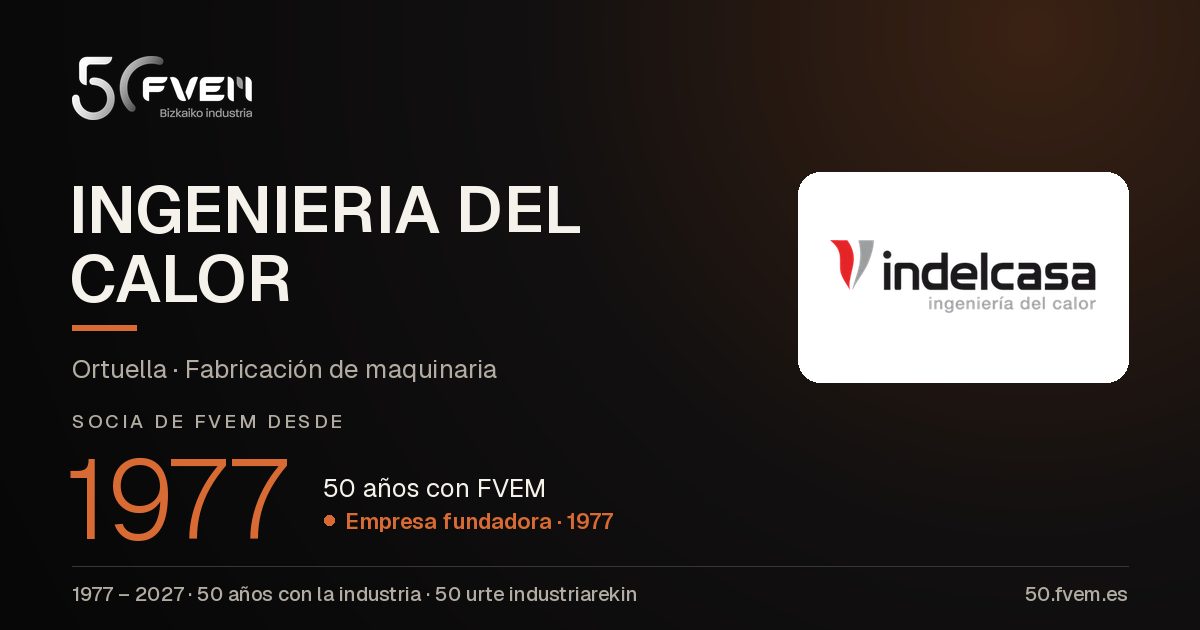 50 FVEM
Bizkaiko industria
INGENIERIA DEL
CALOR
indelcasa
ingeniería del calor
Ortuella · Fabricación de maquinaria
SOCIA DE FVEM DESDE
1977
50 años con FVEM
Empresa fundadora · 1977
1977 – 2027 · 50 años con la industria · 50 urte industriarekin
50.fvem.es